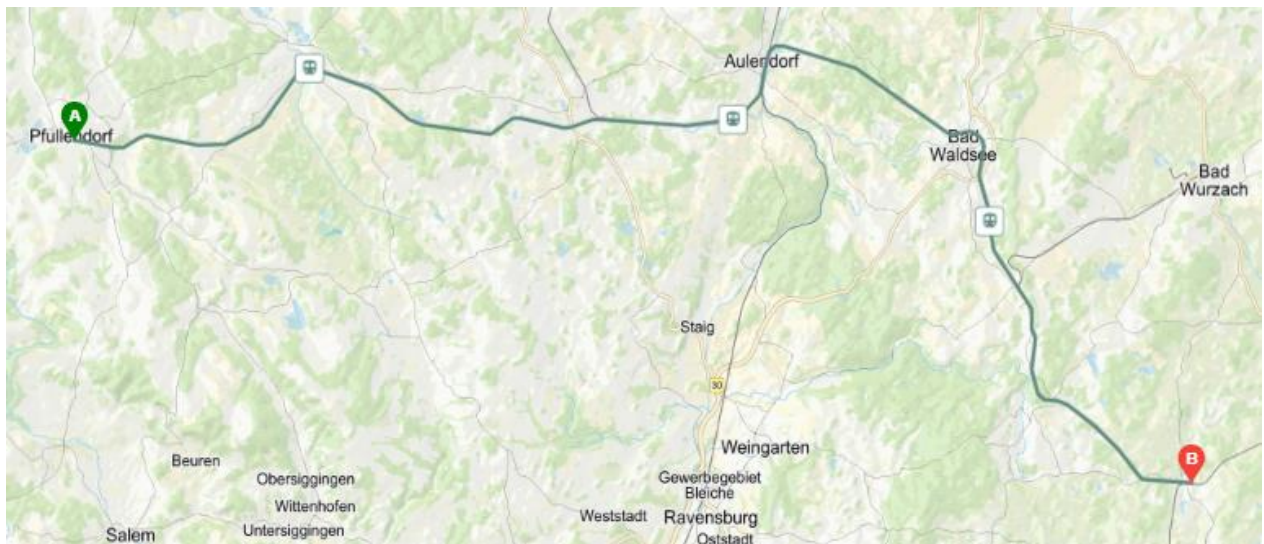 A
Pfullendorf
Aulendorf
Bad
Waldsee
Bad
Wurzach
Staig
30
Weingarten
Beuren
Obersiggingen
Wittenhofen
Untersiggingen
Salem
Gewerbegebiet
Bleiche
Weststadt
Ravensburg
Oststadt
B